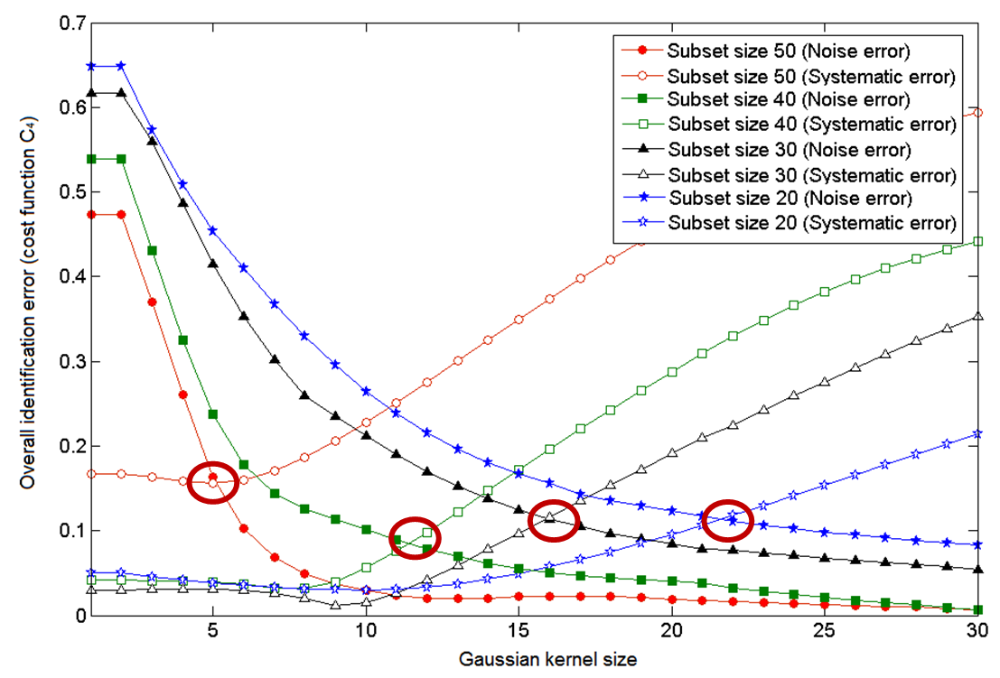 0.7
0.6
0.5
0.4
0.3
0.2
0.1
0
Overall identification error (cost function C₄)
Subset size 50 (Noise error)
Subset size 50 (Systematic error)
Subset size 40 (Noise error)
Subset size 40 (Systematic error)
Subset size 30 (Noise error)
Subset size 30 (Systematic error)
Subset size 20 (Noise error)
Subset size 20 (Systematic error)
5 10 15 20 25 30
Gaussian kernel size